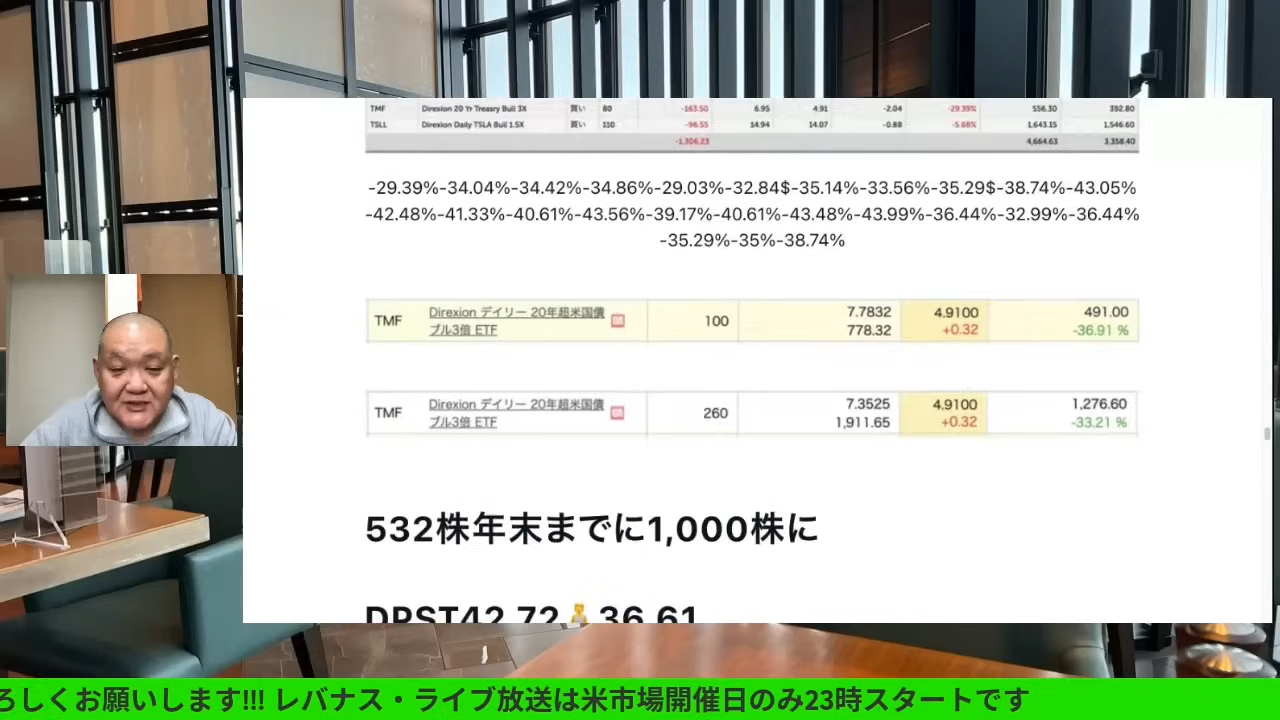 TMF Direxion 20 Yr Treasry Bull 3X 買い 80 -163.50 6.95 4.91 -2.04 -29.39% 556.30 392.80
TSLL Direxion Daily TSLA Bull 1.5X 買い 110 -96.55 14.94 14.07 -0.88 -5.88% 1,643.15 1,546.60
-1,306.23 4,664.63 3,358.40
-29.39%-34.04%-34.42%-34.86%-29.03%-32.84$-35.14%-33.56%-35.29$-38.74%-43.05%
-42.48%-41.33%-40.61%-43.56%-39.17%-40.61%-43.48%-43.99%-36.44%-32.99%-36.44%
-35.29%-35%-38.74%
TMF Direxion デイリー 20年超米国債 ブル3倍 ETF 100 7.7832 778.32 4.9100 +0.32 491.00 -36.91 %
TMF Direxion デイリー 20年超米国債 ブル3倍 ETF 260 7.3525 1,911.65 4.9100 +0.32 1,276.60 -33.21 %
532株年末までに1,000株に
DPST42.72 36.61
ろしくお願いします!!! レバナス・ライブ放送は米市場開催日のみ23時スタートです